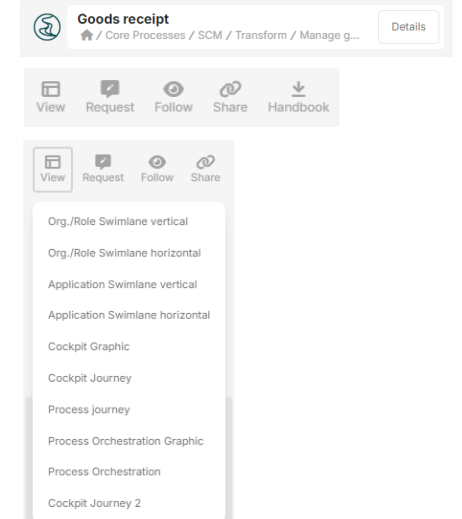 Goods receipt
/ Core Processes / SCM / Transform / Manage g...
Details
View Request Follow Share Handbook
View Request Follow Share
Org./Role Swimlane vertical
Org./Role Swimlane horizontal
Application Swimlane vertical
Application Swimlane horizontal
Cockpit Graphic
Cockpit Journey
Process journey
Process Orchestration Graphic
Process Orchestration
Cockpit Journey 2